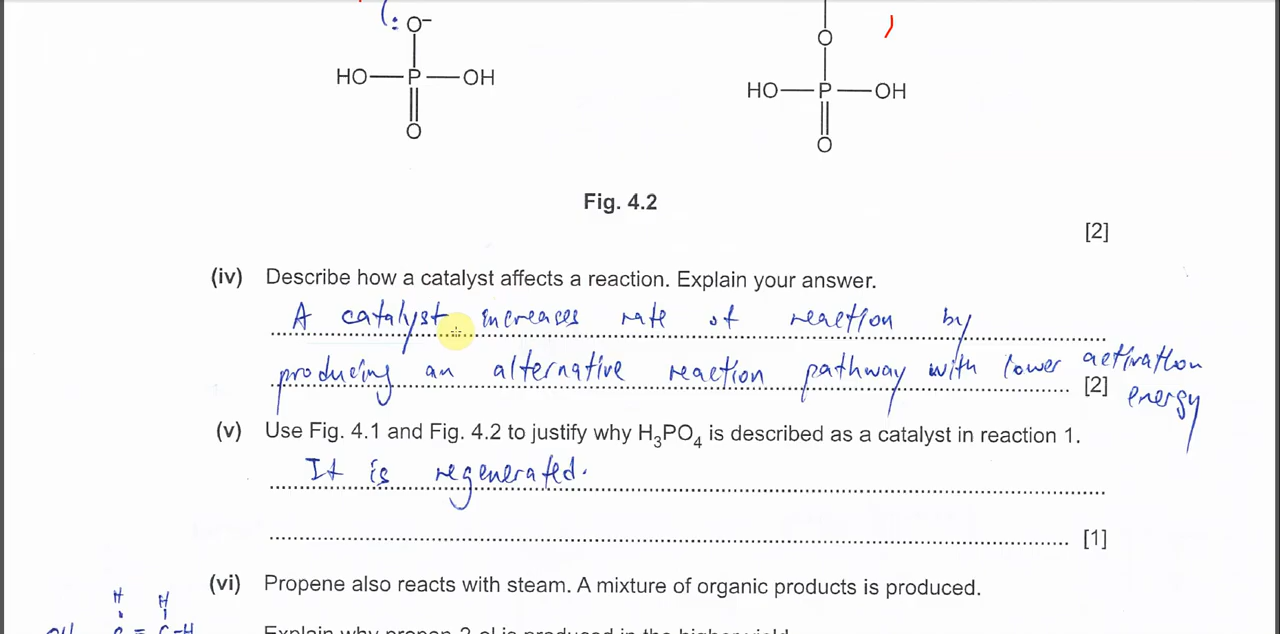 (: O⁻
O )
HO—P—OH
HO—P—OH
O
O
Fig. 4.2
[2]
(iv) Describe how a catalyst affects a reaction. Explain your answer.
A catalyst increases rate of reaction by
producing an alternative reaction pathway with lower activation
[2] energy
(v) Use Fig. 4.1 and Fig. 4.2 to justify why H₃PO₄ is described as a catalyst in reaction 1.
It is regenerated.
[1]
(vi) Propene also reacts with steam. A mixture of organic products is produced.
H H
C = C-H